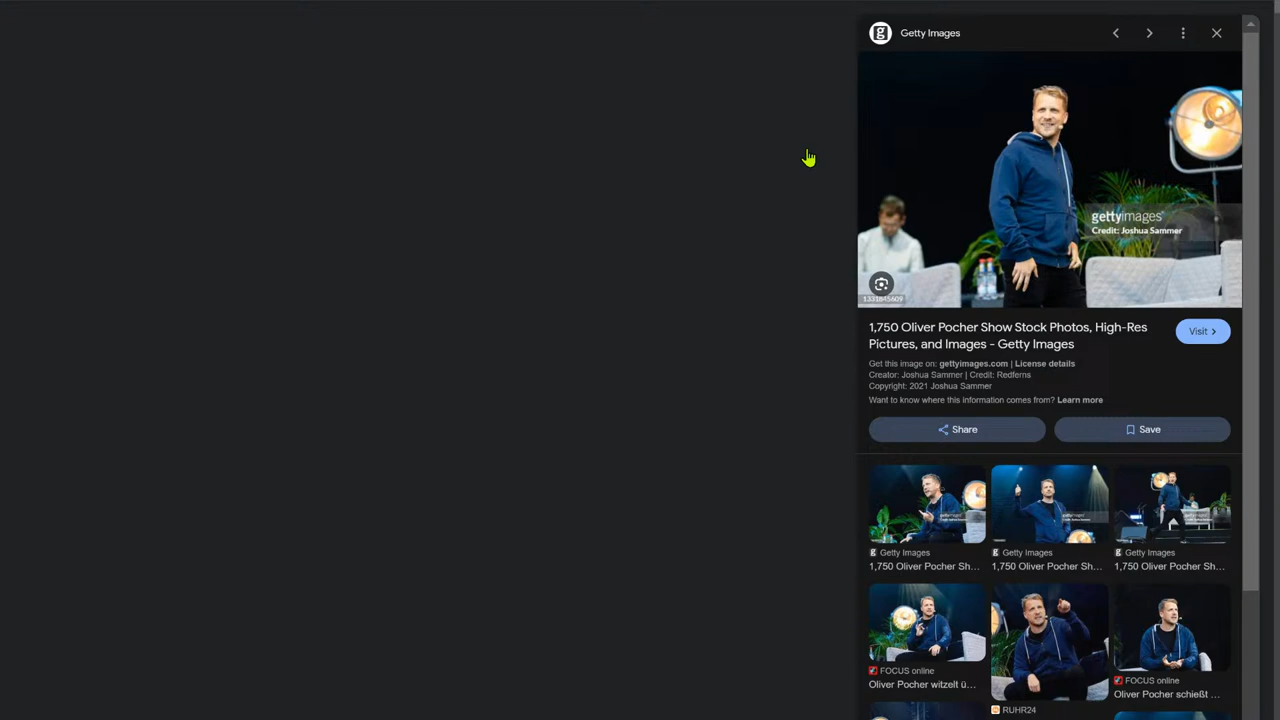 Getty Images
gettyimages
Credit: Joshua Sammer
1331845609
1,750 Oliver Pocher Show Stock Photos, High-Res
Pictures, and Images - Getty Images
Visit
Get this image on: gettyimages.com | License details
Creator: Joshua Sammer | Credit: Redferns
Copyright: 2021 Joshua Sammer
Want to know where this information comes from? Learn more
Share
Save
Getty Images
1,750 Oliver Pocher Sh...
Getty Images
1,750 Oliver Pocher Sh...
Getty Images
1,750 Oliver Pocher Sh...
FOCUS online
Oliver Pocher witzelt ü...
RUHR24
FOCUS online
Oliver Pocher schießt ...